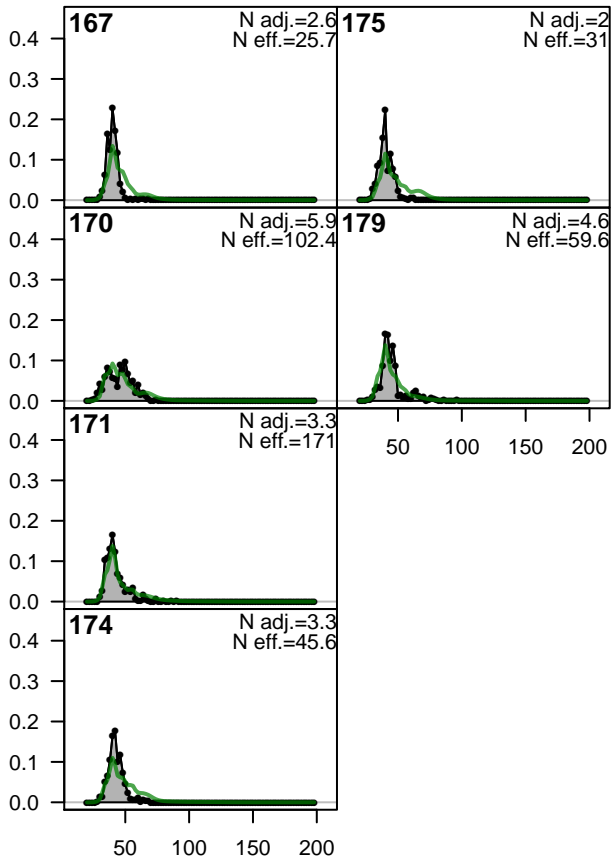 167
N adj.=2.6
N eff.=25.7
175
N adj.=2
N eff.=31
0.4
0.3
0.2
0.1
0.0
170
N adj.=5.9
N eff.=102.4
179
N adj.=4.6
N eff.=59.6
0.4
0.3
0.2
0.1
0.0
171
N adj.=3.3
N eff.=171
50 100 150 200
0.4
0.3
0.2
0.1
0.0
174
N adj.=3.3
N eff.=45.6
0.4
0.3
0.2
0.1
0.0
50 100 150 200